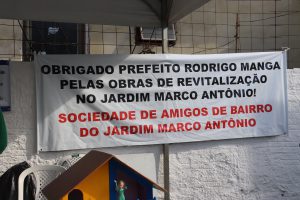 OBRIGADO PREFEITO RODRIGO MANGA
PELAS OBRAS DE REVITALIZAÇÃO
NO JARDIM MARCO ANTÔNIO!
SOCIEDADE DE AMIGOS DE BAIRRO
DO JARDIM MARCO ANTÔNIO